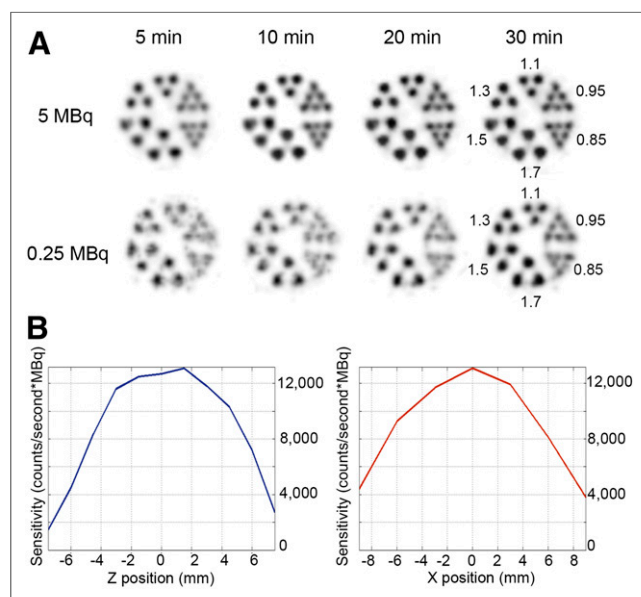 A
5 min 10 min 20 min 30 min
5 MBq
1.1
1.3 0.95
1.5 0.85
1.7
0.25 MBq
1.1
1.3 0.95
1.5 0.85
1.7
B
Sensitivity (counts/second*MBq)
12,000
8,000
4,000
0
-6 -4 -2 0 2 4 6
Z position (mm)
Sensitivity (counts/second*MBq)
12,000
8,000
4,000
0
-8 -6 -4 -2 0 2 4 6 8
X position (mm)